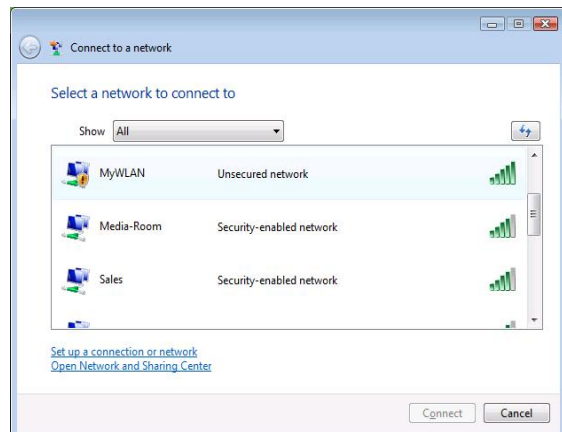 Connect to a network
Select a network to connect to
Show All
MyWLAN Unsecured network
Media-Room Security-enabled network
Sales Security-enabled network
Set up a connection or network
Open Network and Sharing Center
Connect Cancel